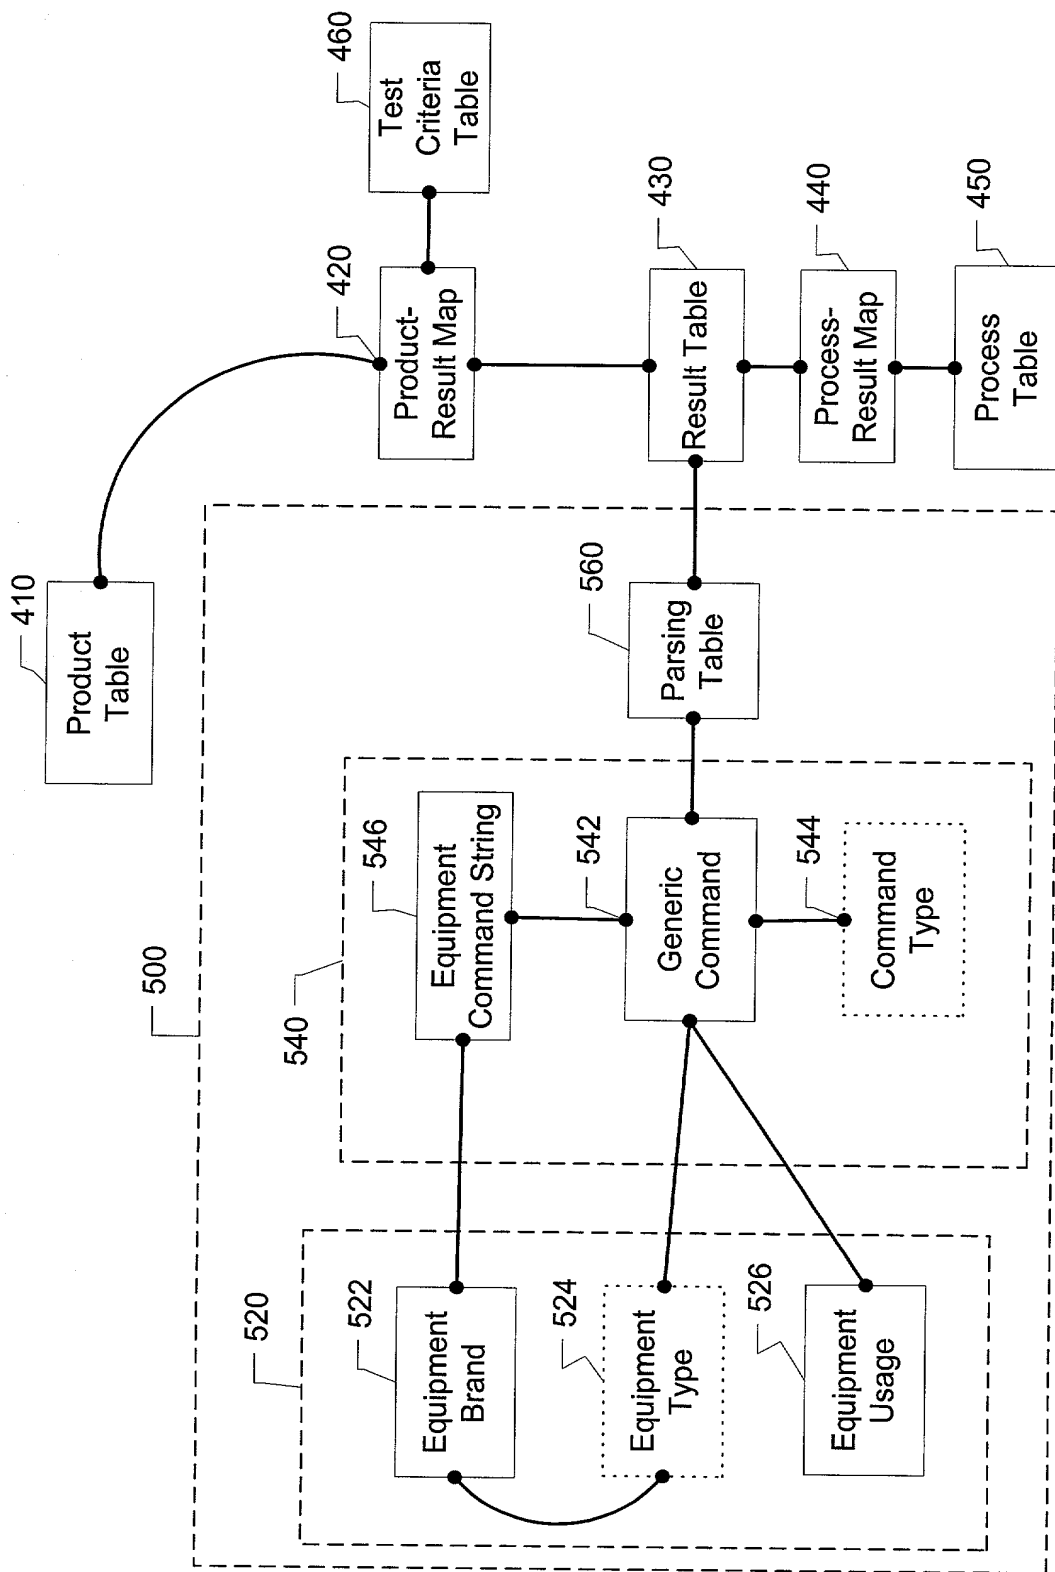 410
Product
Table
420
Product-
Result Map
460
Test
Criteria
Table
500
520
522
Equipment
Brand
524
Equipment
Type
526
Equipment
Usage
540
546
Equipment
Command String
542
Generic
Command
544
Command
Type
560
Parsing
Table
430
Result Table
440
Process-
Result Map
450
Process
Table